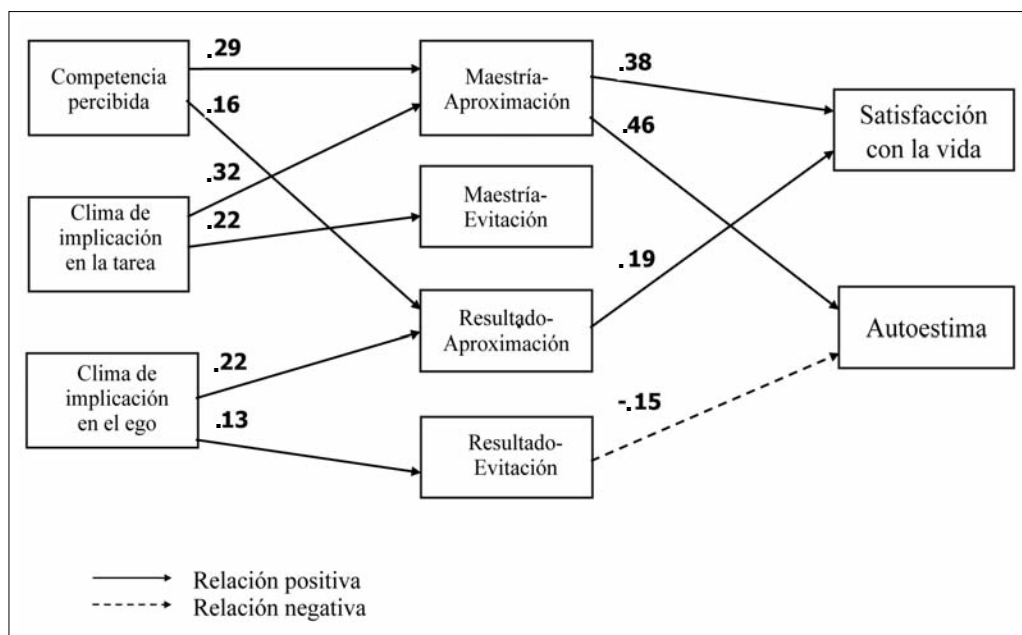 .29
Competencia
percibida
.16
Maestría-
Aproximación
.38
.46
Satisfacción
con la vida
.32
Clima de
implicación
en la tarea
.22
Maestría-
Evitación
.19
Resultado-
Aproximación
Autoestima
Clima de
implicación
en el ego
.22
.13
Resultado-
Evitación
-.15
Relación positiva
Relación negativa